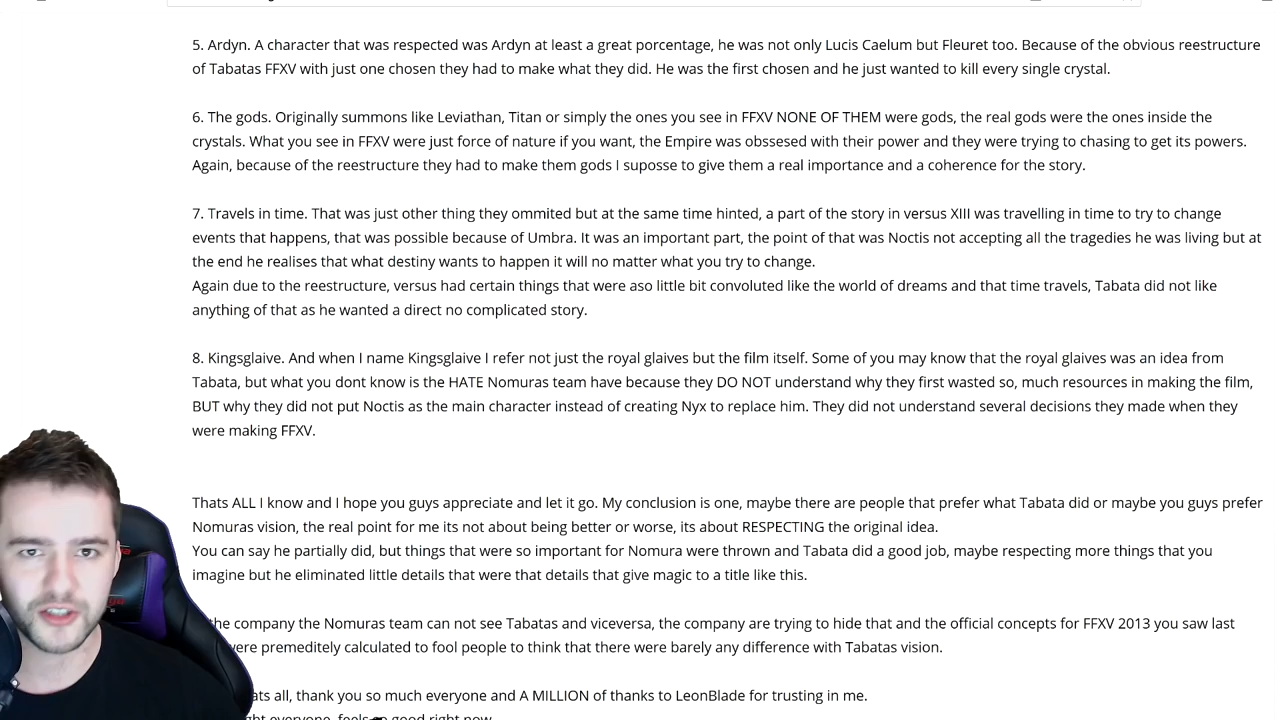 5. Ardyn. A character that was respected was Ardyn at least a great porcentage, he was not only Lucis Caelum but Fleuret too. Because of the obvious reestructure
of Tabatas FFXV with just one chosen they had to make what they did. He was the first chosen and he just wanted to kill every single crystal.
6. The gods. Originally summons like Leviathan, Titan or simply the ones you see in FFXV NONE OF THEM were gods, the real gods were the ones inside the
crystals. What you see in FFXV were just force of nature if you want, the Empire was obssesed with their power and they were trying to chasing to get its powers.
Again, because of the reestructure they had to make them gods I suposse to give them a real importance and a coherence for the story.
7. Travels in time. That was just other thing they ommited but at the same time hinted, a part of the story in versus XIII was travelling in time to try to change
events that happens, that was possible because of Umbra. It was an important part, the point of that was Noctis not accepting all the tragedies he was living but at
the end he realises that what destiny wants to happen it will no matter what you try to change.
Again due to the reestructure, versus had certain things that were aso little bit convoluted like the world of dreams and that time travels, Tabata did not like
anything of that as he wanted a direct no complicated story.
8. Kingsglaive. And when I name Kingsglaive I refer not just the royal glaives but the film itself. Some of you may know that the royal glaives was an idea from
Tabata, but what you dont know is the HATE Nomuras team have because they DO NOT understand why they first wasted so, much resources in making the film,
BUT why they did not put Noctis as the main character instead of creating Nyx to replace him. They did not understand several decisions they made when they
were making FFXV.
Thats ALL I know and I hope you guys appreciate and let it go. My conclusion is one, maybe there are people that prefer what Tabata did or maybe you guys prefer
Nomuras vision, the real point for me its not about being better or worse, its about RESPECTING the original idea.
You can say he partially did, but things that were so important for Nomura were thrown and Tabata did a good job, maybe respecting more things that you
imagine but he eliminated little details that were that details that give magic to a title like this.
the company the Nomuras team can not see Tabatas and viceversa, the company are trying to hide that and the official concepts for FFXV 2013 you saw last
were premeditely calculated to fool people to think that there were barely any difference with Tabatas vision.
all, thank you so much everyone and A MILLION of thanks to LeonBlade for trusting in me.
everyone, feels so good right now